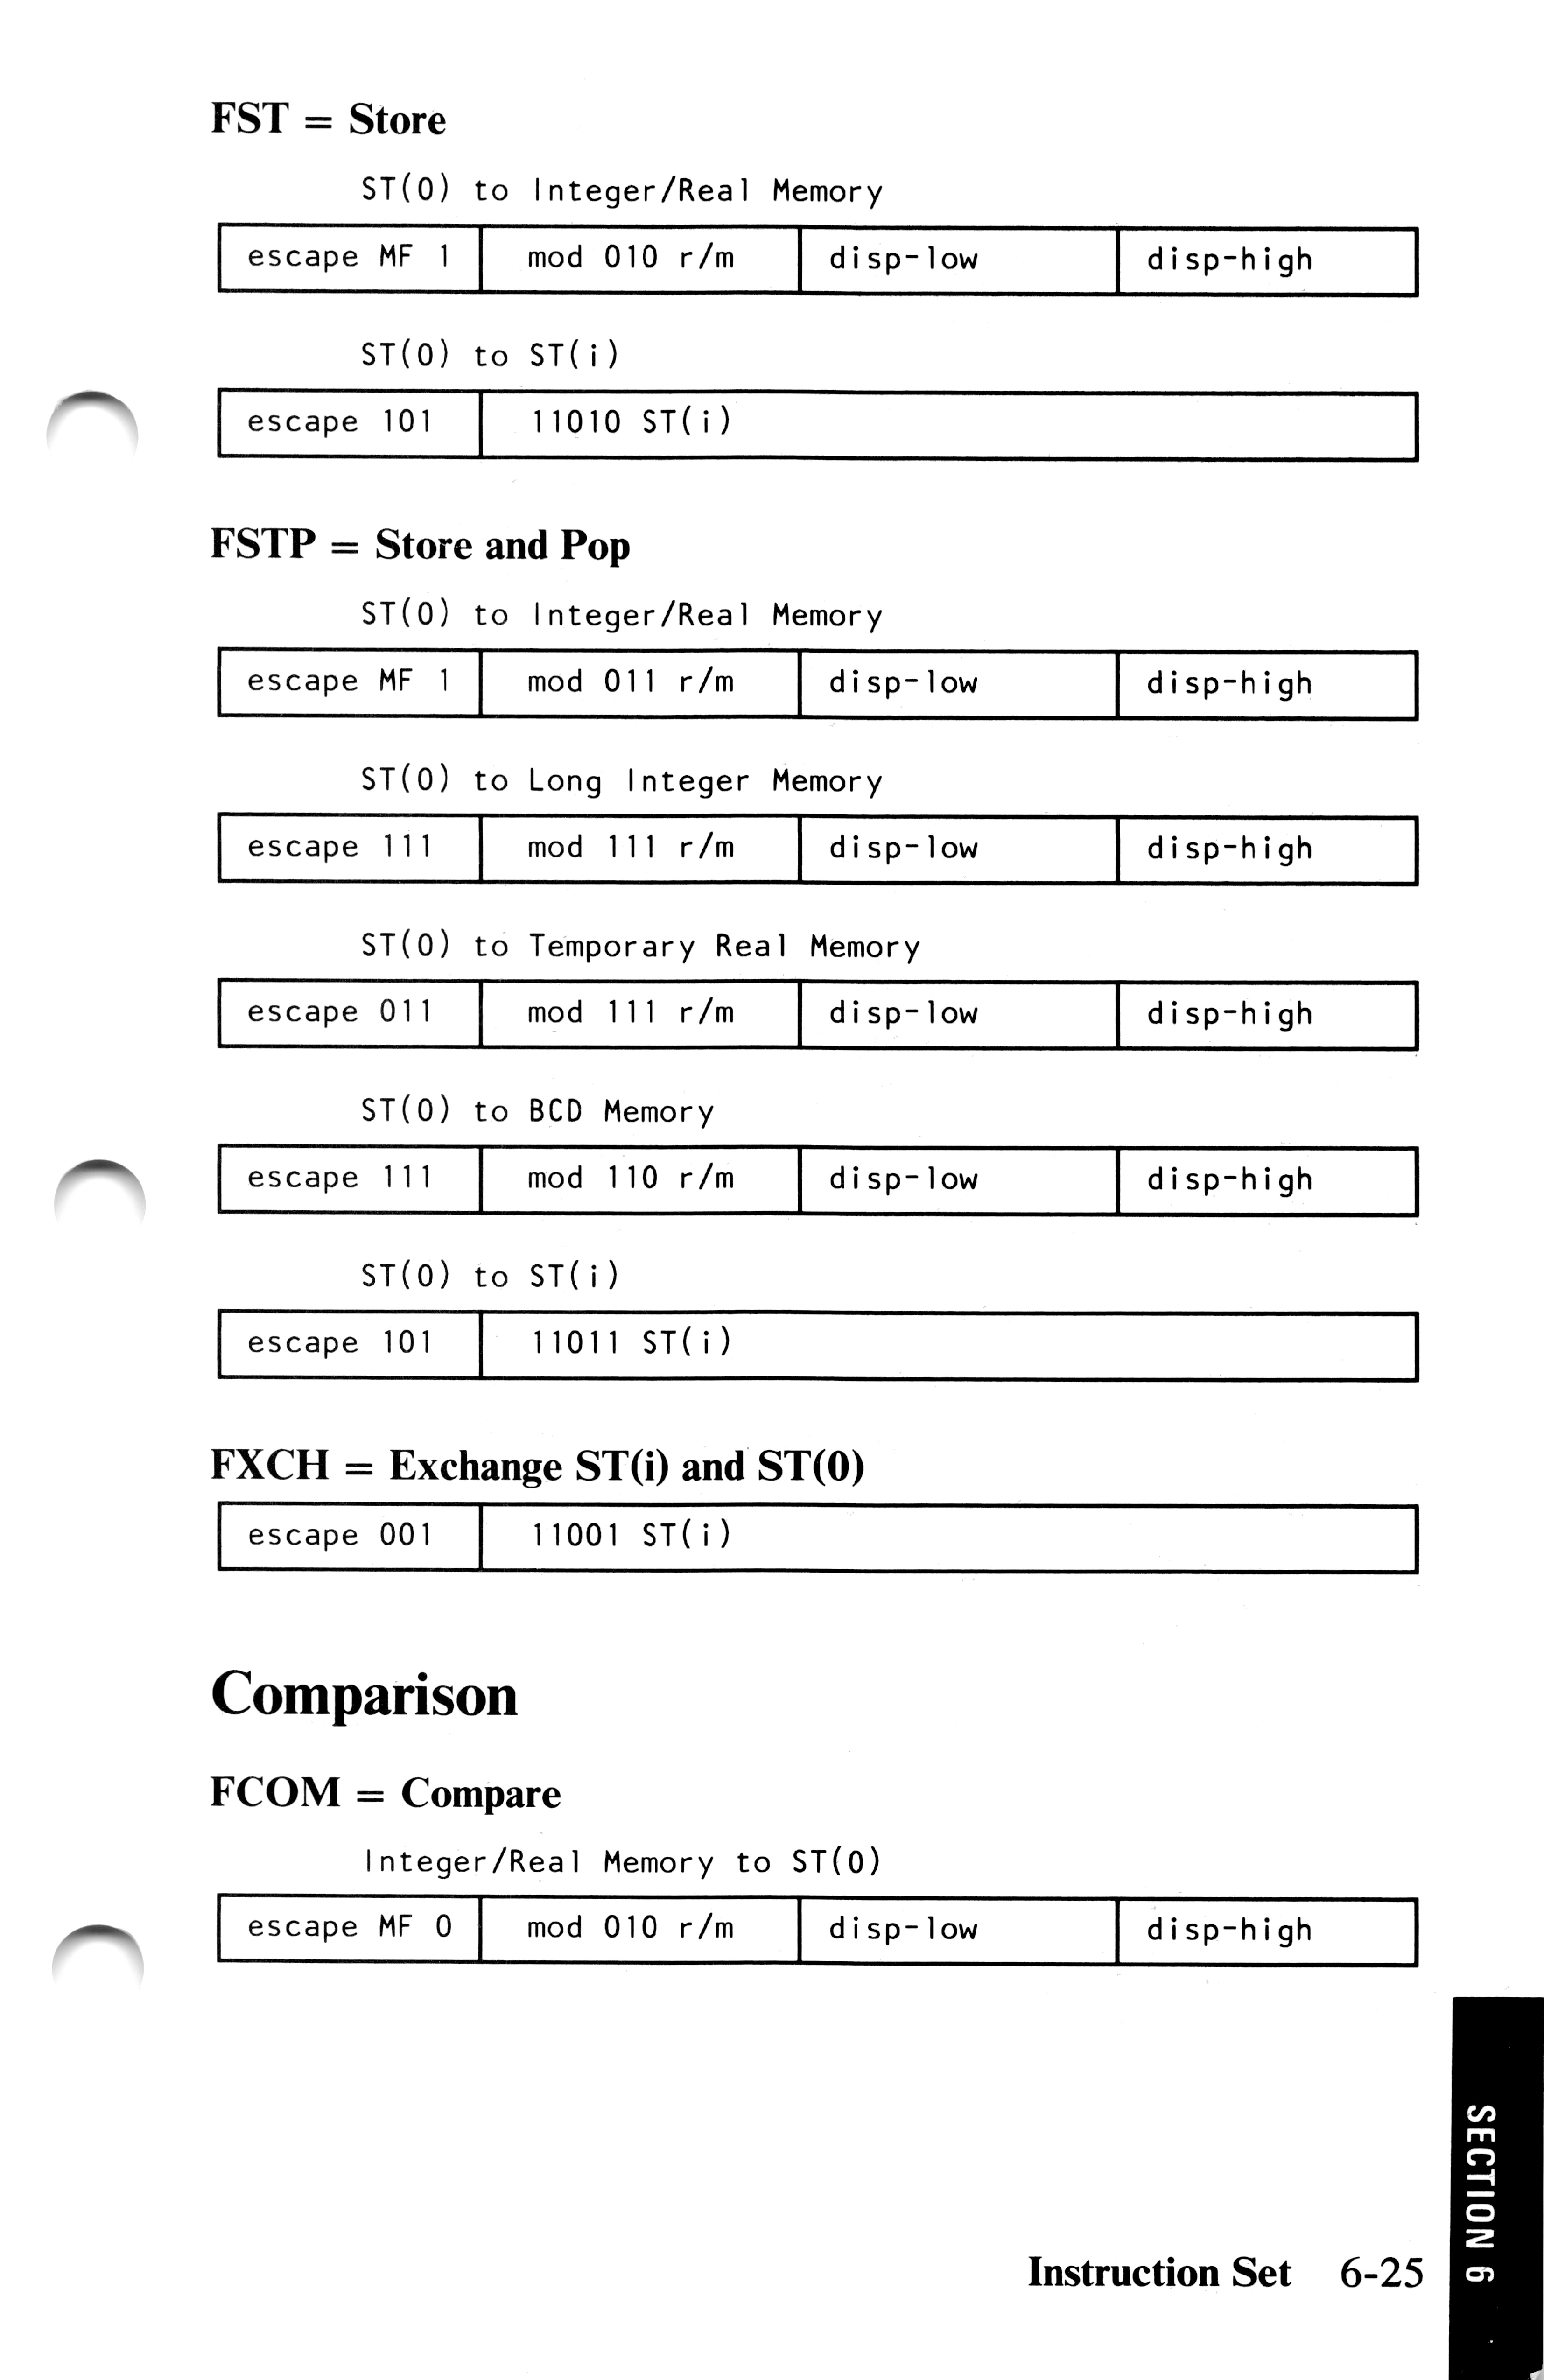 FST = Store
ST(0) to Integer/Real Memory
escape MF 1 mod 010 r/m disp-low disp-high
ST(0) to ST(i)
escape 101 11010 ST(i)
FSTP = Store and Pop
ST(0) to Integer/Real Memory
escape MF 1 mod 011 r/m disp-low disp-high
ST(0) to Long Integer Memory
escape 111 mod 111 r/m disp-low disp-high
ST(0) to Temporary Real Memory
escape 011 mod 111 r/m disp-low disp-high
ST(0) to BCD Memory
escape 111 mod 110 r/m disp-low disp-high
ST(0) to ST(i)
escape 101 11011 ST(i)
FXCH = Exchange ST(i) and ST(0)
escape 001 11001 ST(i)
Comparison
FCOM = Compare
Integer/Real Memory to ST(0)
escape MF 0 mod 010 r/m disp-low disp-high
SECTION 6
Instruction Set 6-25